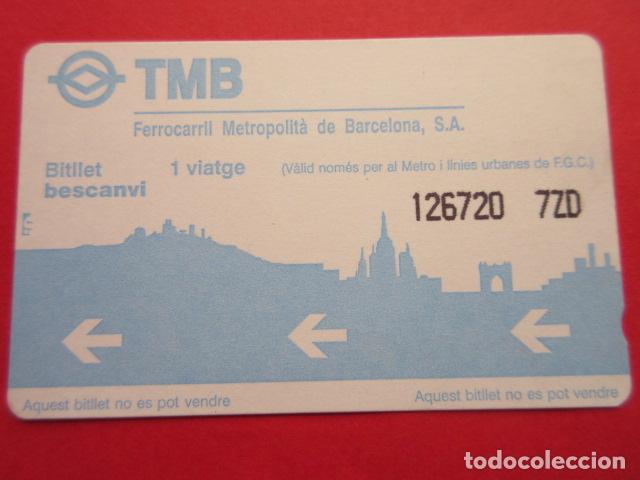 TMB
Ferrocarril Metropolità de Barcelona, S.A.
Bitllet 1 viatge (Vàlid només per al Metro i línies urbanes de F.G.C.)
bescanvi
126720 7ZD
Aquest bitllet no es pot vendre Aquest bitllet no es pot vendre
todocoleccion